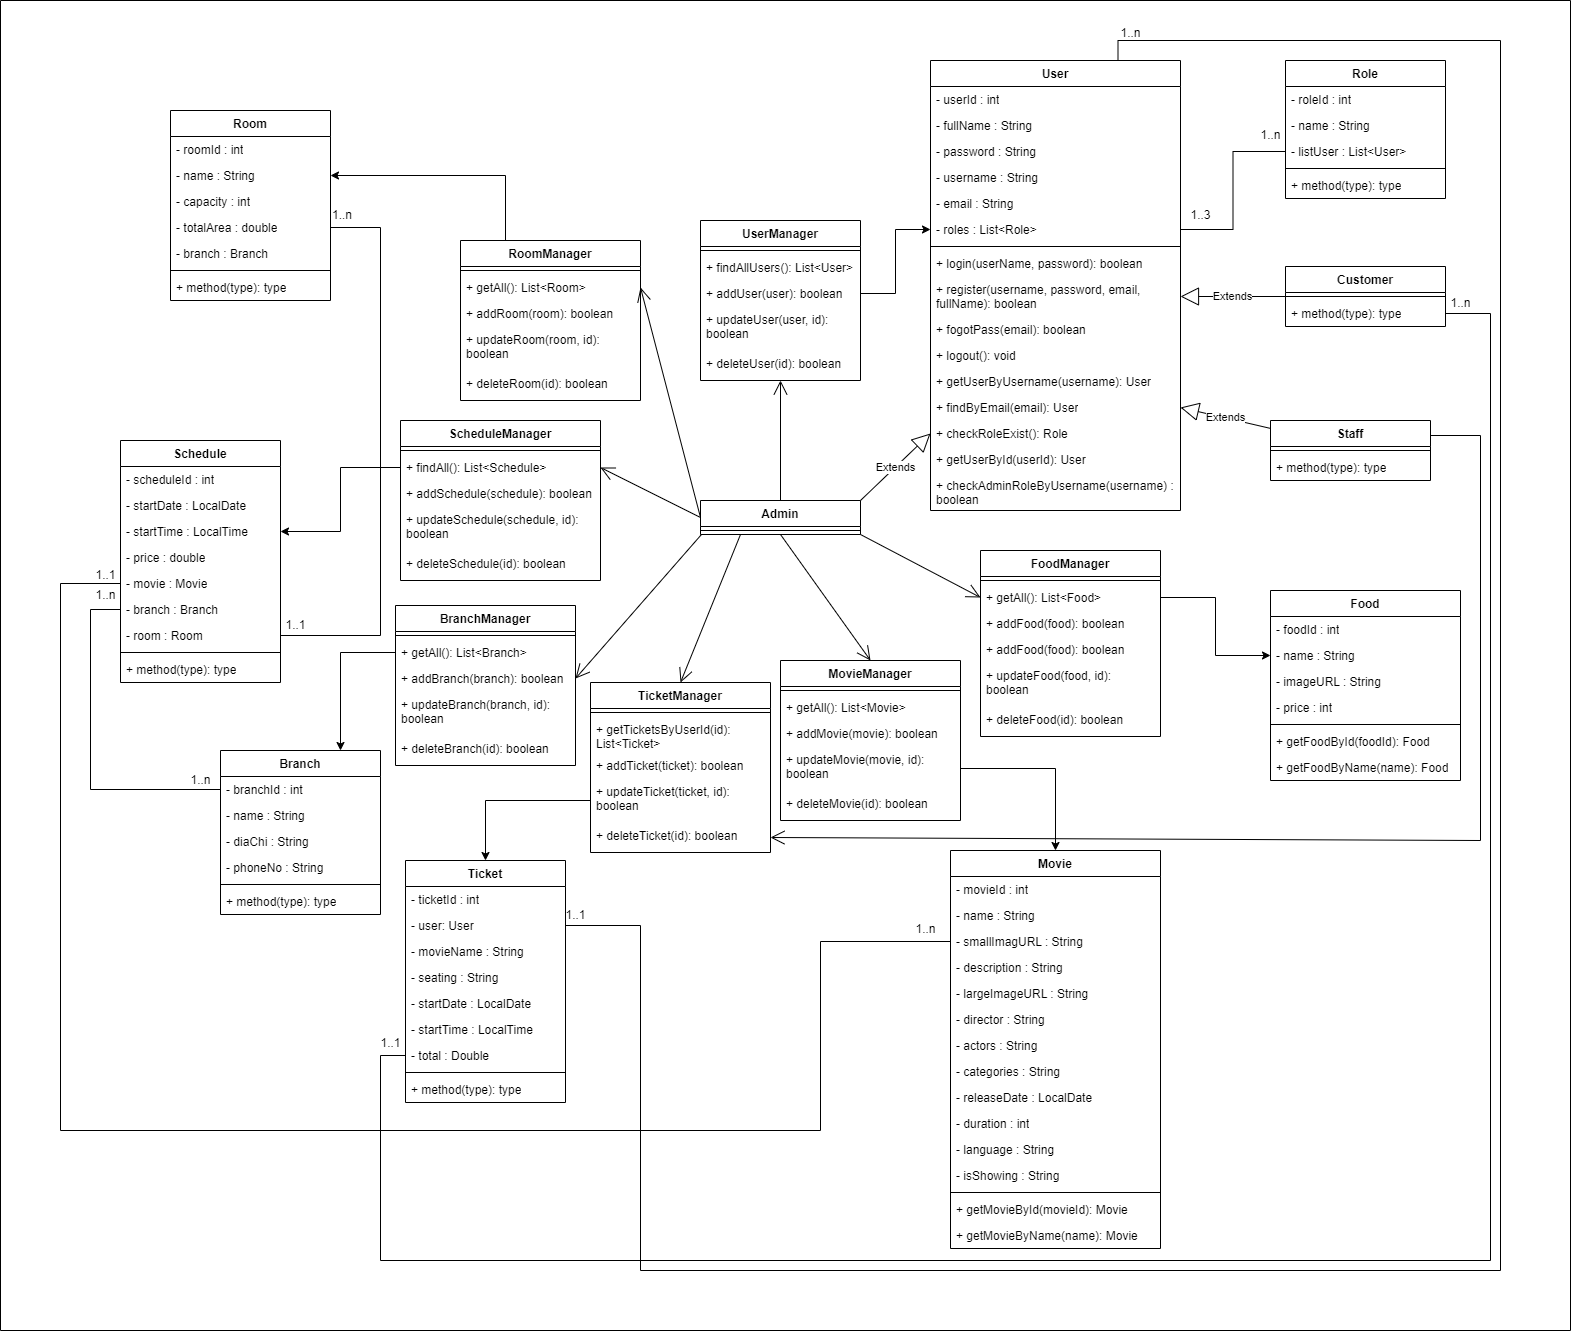 1..n
User
- userId : int
- fullName : String
- password : String
- username : String
- email : String
- roles : List<Role>
+ login(userName, password): boolean
+ register(username, password, email,
fullName): boolean
+ fogotPass(email): boolean
+ logout(): void
+ getUserByUsername(username): User
+ findByEmail(email): User
+ checkRoleExist(): Role
+ getUserById(userId): User
+ checkAdminRoleByUsername(username) :
boolean
Role
- roleId : int
- name : String
- listUser : List<User>
+ method(type): type
1..n
1..3
Room
- roomId : int
- name : String
- capacity : int
- totalArea : double
- branch : Branch
+ method(type): type
1..n
RoomManager
+ getAll(): List<Room>
+ addRoom(room): boolean
+ updateRoom(room, id):
boolean
+ deleteRoom(id): boolean
UserManager
+ findAllUsers(): List<User>
+ addUser(user): boolean
+ updateUser(user, id):
boolean
+ deleteUser(id): boolean
Customer
+ method(type): type
Extends
1..n
Staff
+ method(type): type
Extends
Extends
Admin
ScheduleManager
+ findAll(): List<Schedule>
+ addSchedule(schedule): boolean
+ updateSchedule(schedule, id):
boolean
+ deleteSchedule(id): boolean
Schedule
- scheduleId : int
- startDate : LocalDate
- startTime : LocalTime
- price : double
- movie : Movie
- branch : Branch
- room : Room
+ method(type): type
1..1
1..n
1..1
BranchManager
+ getAll(): List<Branch>
+ addBranch(branch): boolean
+ updateBranch(branch, id):
boolean
+ deleteBranch(id): boolean
TicketManager
+ getTicketsByUserId(id):
List<Ticket>
+ addTicket(ticket): boolean
+ updateTicket(ticket, id):
boolean
+ deleteTicket(id): boolean
MovieManager
+ getAll(): List<Movie>
+ addMovie(movie): boolean
+ updateMovie(movie, id):
boolean
+ deleteMovie(id): boolean
FoodManager
+ getAll(): List<Food>
+ addFood(food): boolean
+ addFood(food): boolean
+ updateFood(food, id):
boolean
+ deleteFood(id): boolean
Food
- foodId : int
- name : String
- imageURL : String
- price : int
+ getFoodById(foodId): Food
+ getFoodByName(name): Food
Branch
- branchId : int
- name : String
- diaChi : String
- phoneNo : String
+ method(type): type
1..n
Ticket
- ticketId : int
- user: User
- movieName : String
- seating : String
- startDate : LocalDate
- startTime : LocalTime
- total : Double
+ method(type): type
1..1
1..1
Movie
- movieId : int
- name : String
- smallImagURL : String
- description : String
- largeImageURL : String
- director : String
- actors : String
- categories : String
- releaseDate : LocalDate
- duration : int
- language : String
- isShowing : String
+ getMovieById(movieId): Movie
+ getMovieByName(name): Movie
1..n